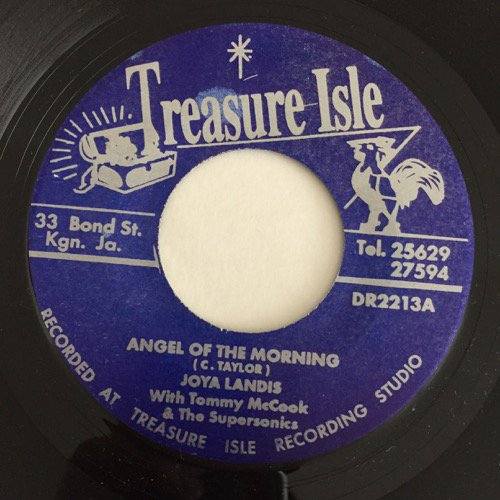 Treasure Isle
33 Bond St.
Kgn. Ja.
Tel. 25629
27594
DR2213A
ANGEL OF THE MORNING
(C. TAYLOR)
JOYA LANDIS
With Tommy McCook
& The Supersonics
RECORDED AT TREASURE ISLE RECORDING STUDIO